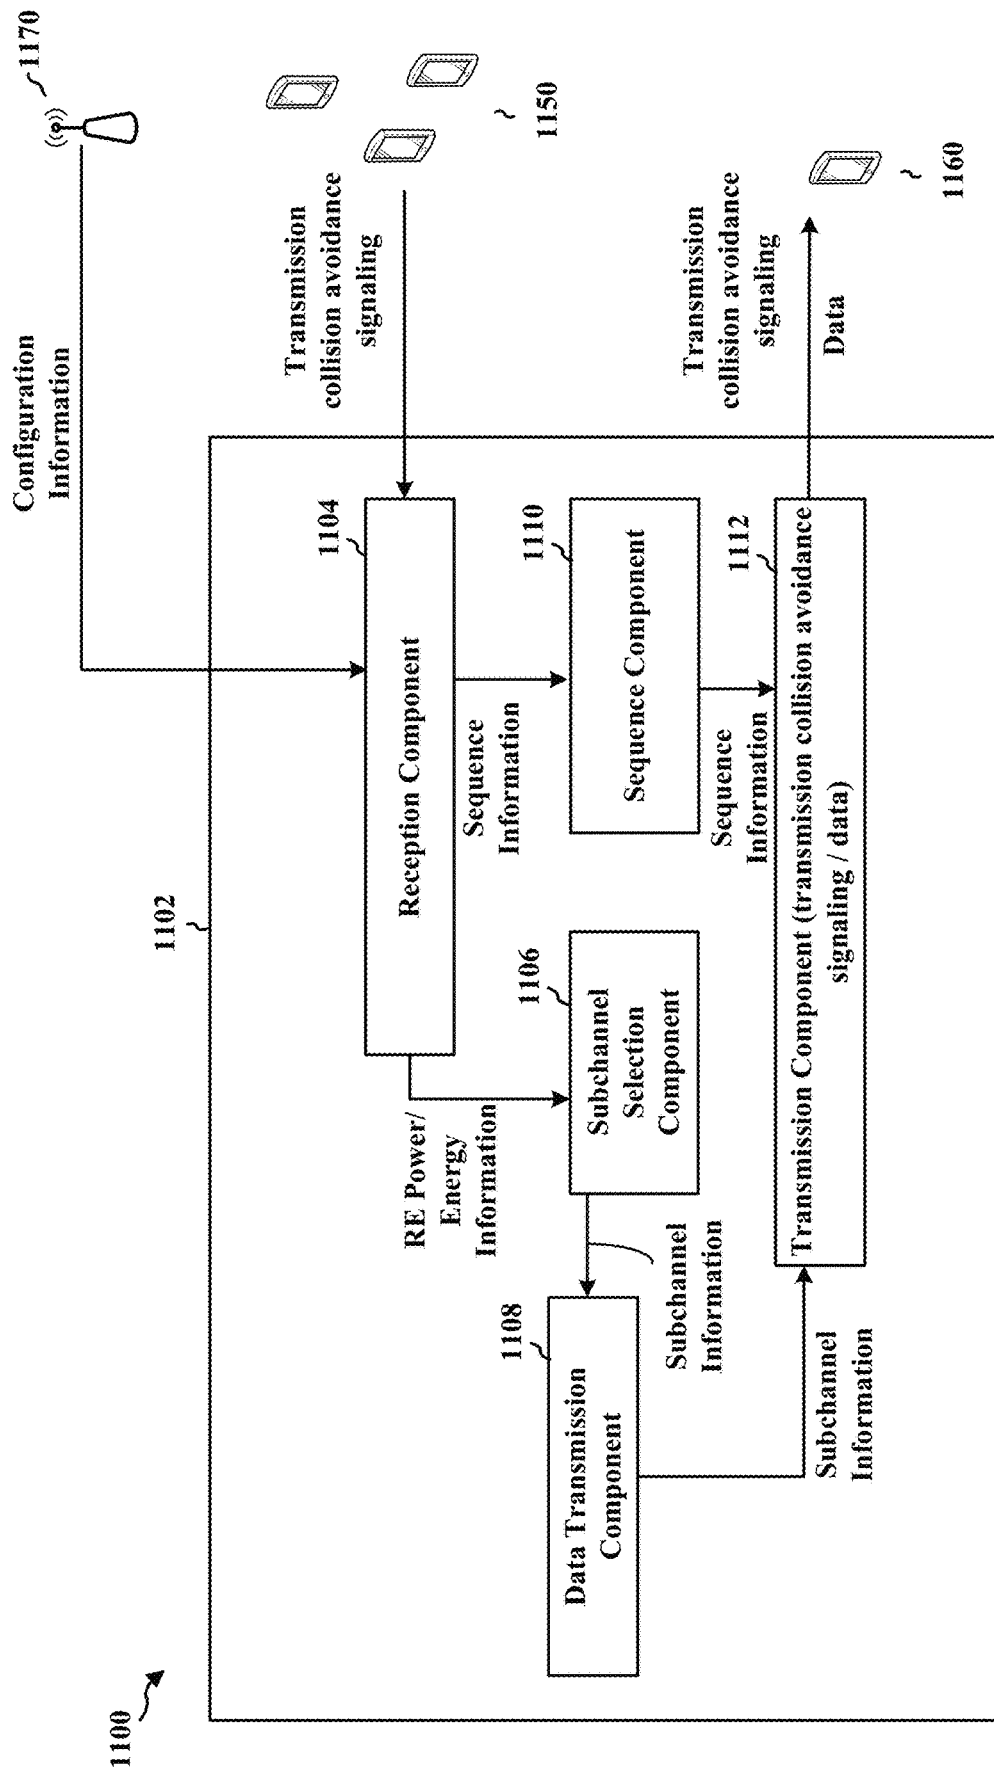 1100
1102
1170
Configuration
Information
1150
Transmission
collision avoidance
signaling
1104
Reception Component
RE Power/
Energy
Information
Sequence
Information
1106
Subchannel
Selection
Component
1110
Sequence Component
1108
Data Transmission
Component
Subchannel
Information
Sequence
Information
1112
Transmission Component (transmission collision avoidance
signaling / data)
Subchannel
Information
Transmission
collision avoidance
signaling
Data
1160